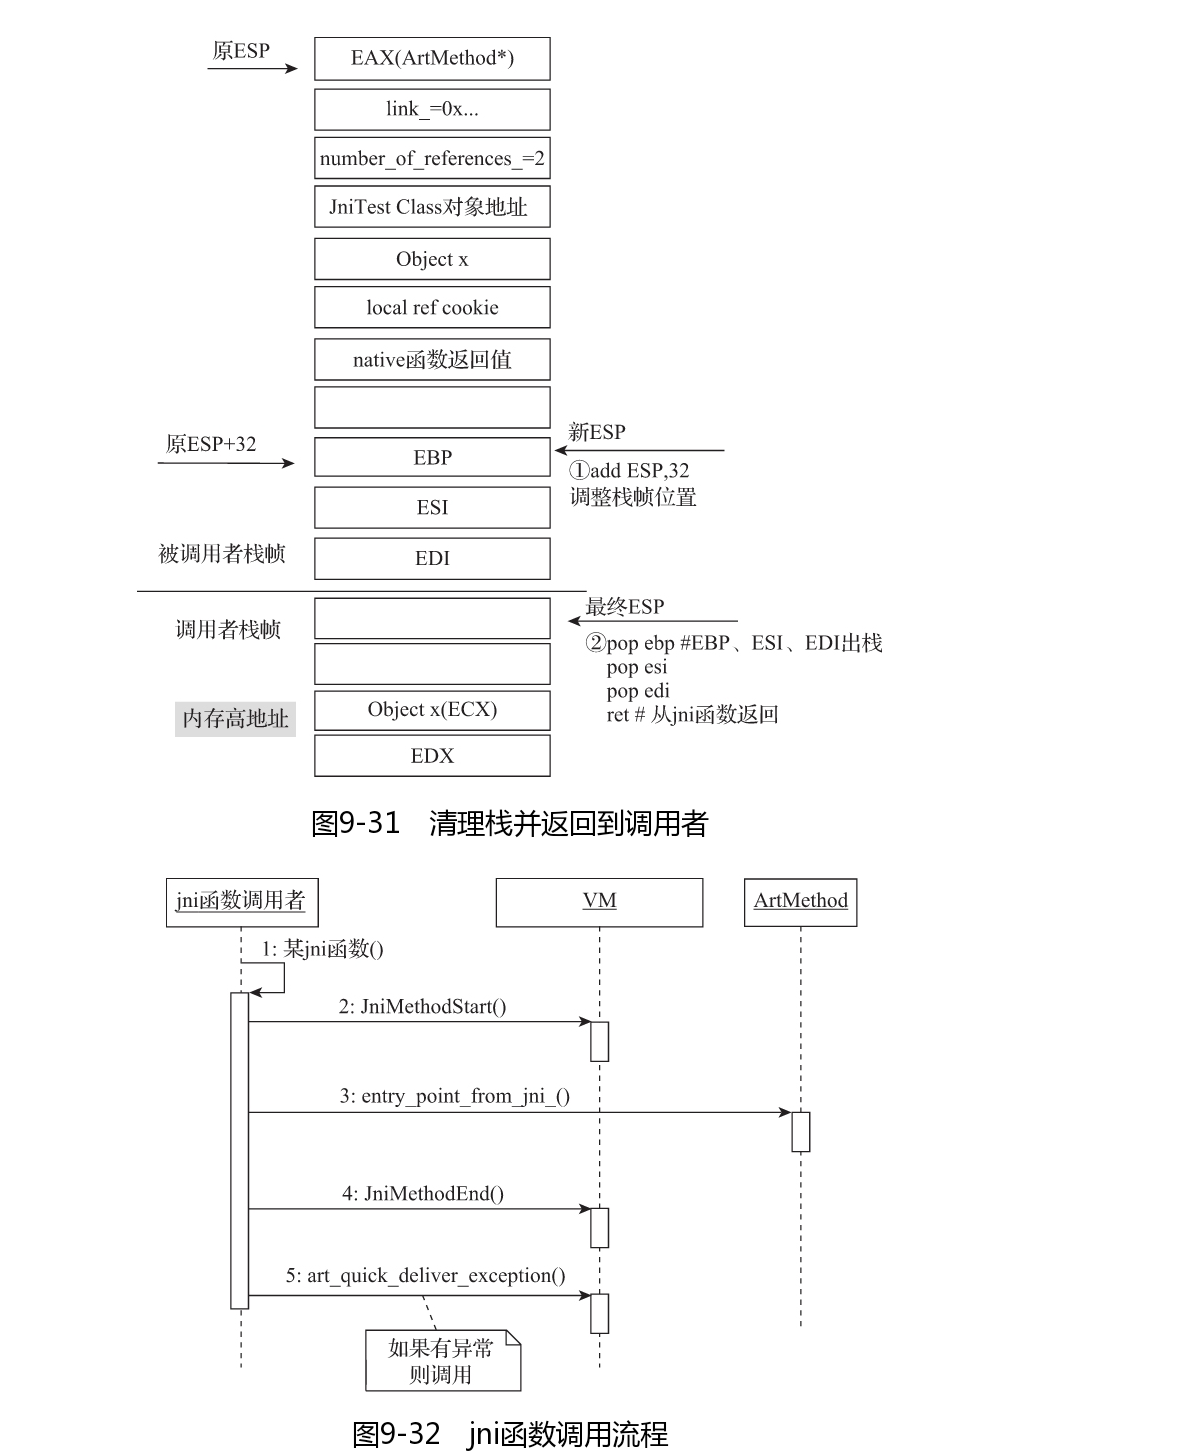 原ESP
EAX(ArtMethod*)
link_=0x...
number_of_references_=2
JniTest Class对象地址
Object x
local ref cookie
native函数返回值
原ESP+32
EBP
新ESP
①add ESP,32
调整栈帧位置
ESI
被调用者栈帧
EDI
调用者栈帧
最终ESP
②pop ebp #EBP、ESI、EDI出栈
pop esi
pop edi
ret # 从jni函数返回
内存高地址
Object x(ECX)
EDX
图9-31 清理栈并返回到调用者
jni函数调用者
VM
ArtMethod
1: 某jni函数()
2: JniMethodStart()
3: entry_point_from_jni_()
4: JniMethodEnd()
5: art_quick_deliver_exception()
如果有异常
则调用
图9-32 jni函数调用流程